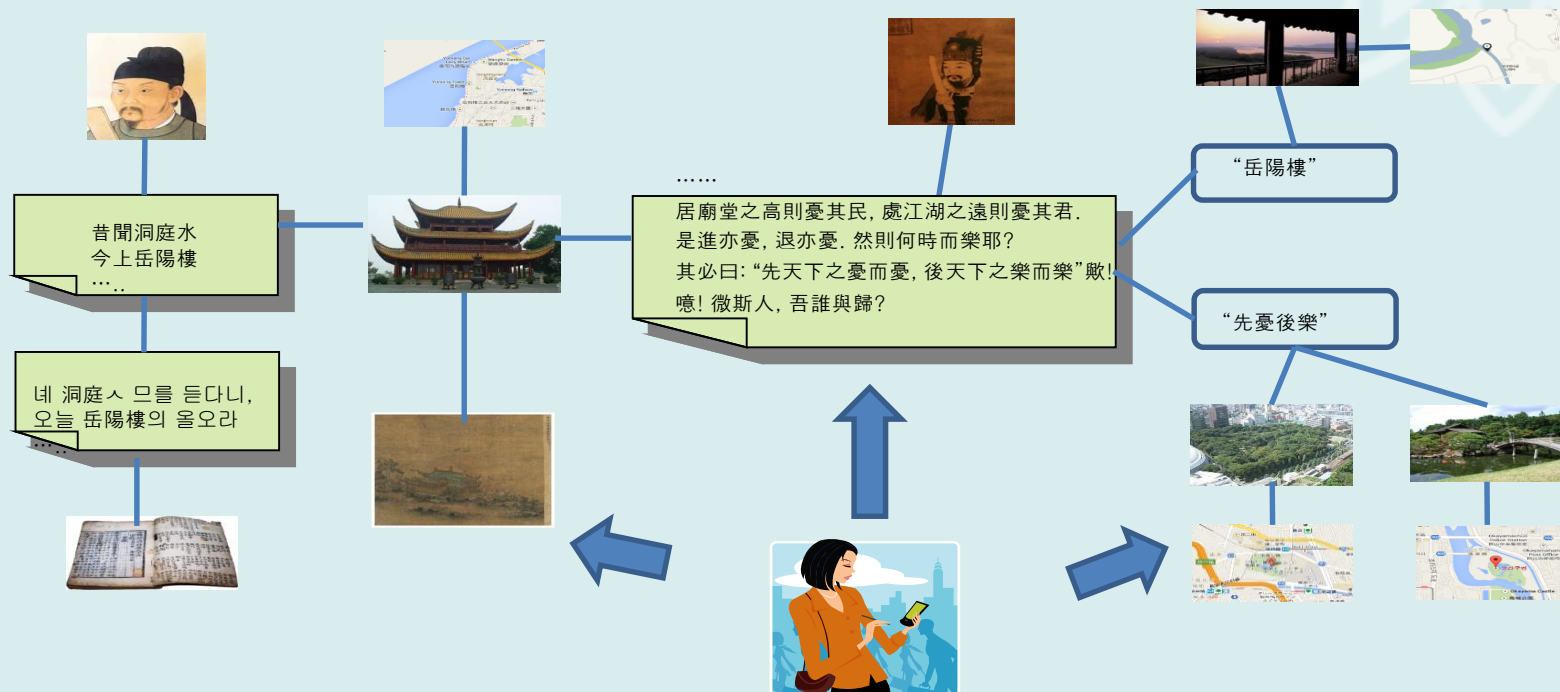 昔聞洞庭水
今上岳陽樓
…‥
녜 洞庭ㅅ 므를 듣다니,
오늘 岳陽樓의 올오라
…‥
……
居廟堂之高則憂其民, 處江湖之遠則憂其君.
是進亦憂, 退亦憂. 然則何時而樂耶?
其必曰: “先天下之憂而憂, 後天下之樂而樂”歟!
噫! 微斯人, 吾誰與歸?
“岳陽樓”
“先憂後樂”